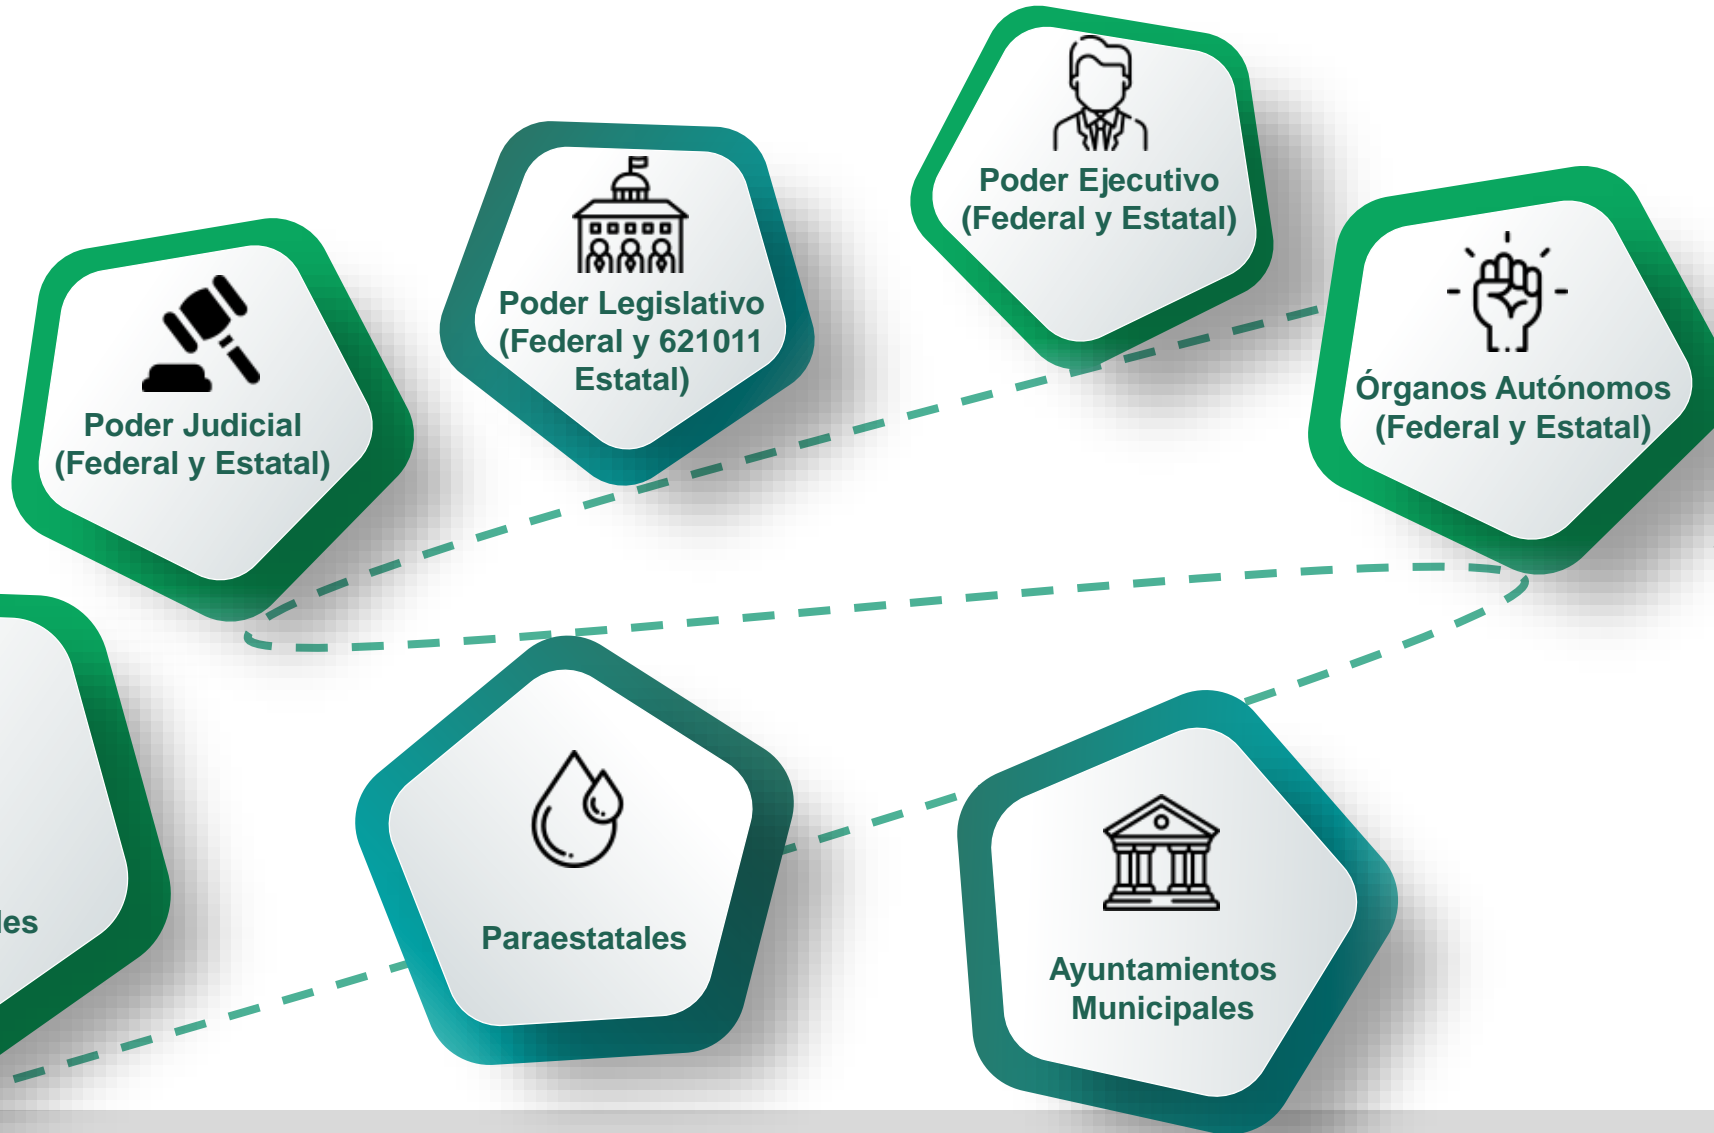 Poder Ejecutivo
(Federal y Estatal)
Poder Legislativo
(Federal y 621011
Estatal)
Órganos Autónomos
(Federal y Estatal)
Poder Judicial
(Federal y Estatal)
les
Paraestatales
Ayuntamientos
Municipales